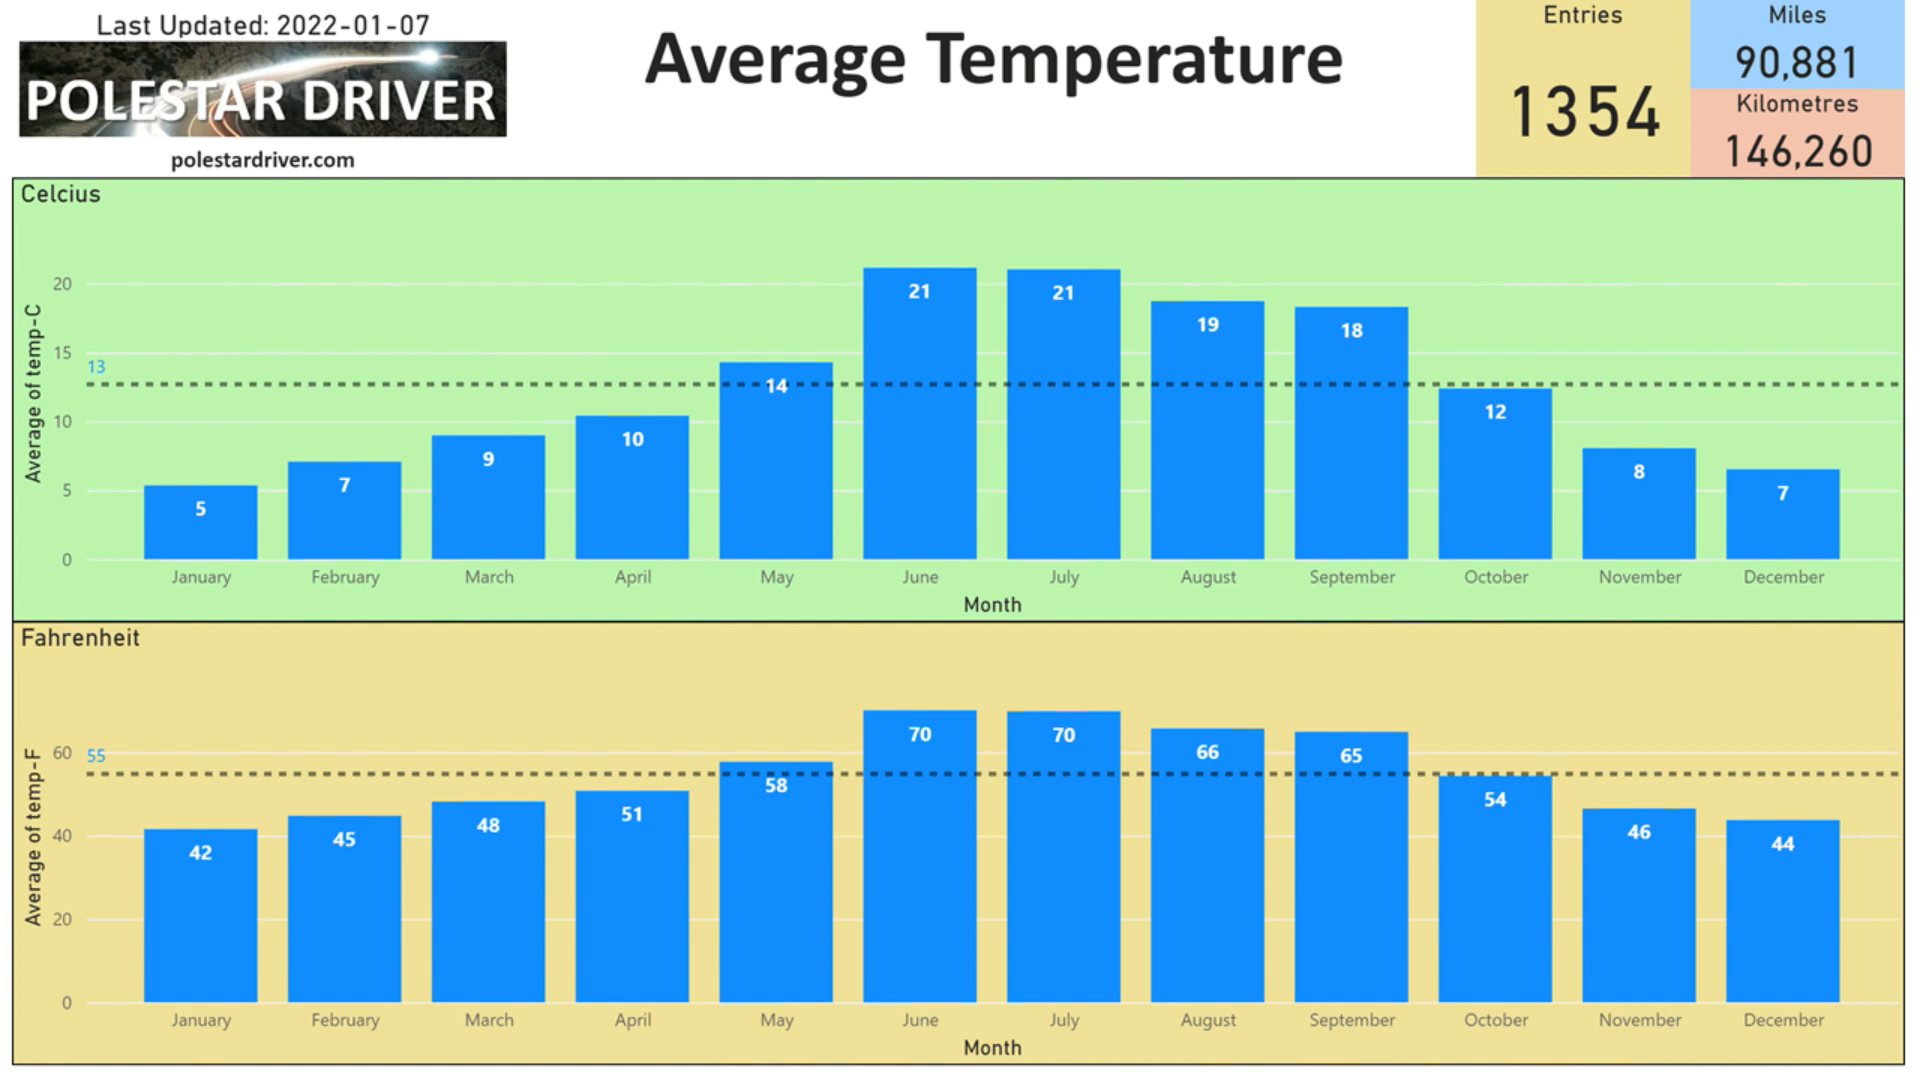 Last Updated: 2022-01-07
POLESTAR DRIVER
polestardriver.com
Average Temperature
Entries
1354
Miles
90,881
Kilometres
146,260
Celcius
Average of temp-C
20
15
13
10
5
0
5
7
9
10
14
21
21
19
18
12
8
7
January February March April May June July August September October November December
Month
Fahrenheit
Average of temp-F
60
55
40
20
0
42
45
48
51
58
70
70
66
65
54
46
44
January February March April May June July August September October November December
Month